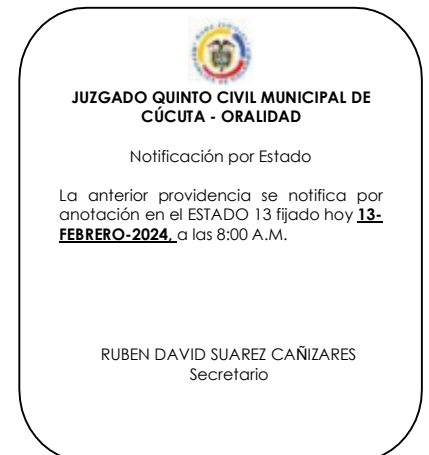 JUZGADO QUINTO CIVIL MUNICIPAL DE
CÚCUTA - ORALIDAD
Notificación por Estado
La anterior providencia se notifica por
anotación en el ESTADO 13 fijado hoy 13-
FEBRERO-2024, a las 8:00 A.M.
RUBEN DAVID SUAREZ CAÑIZARES
Secretario